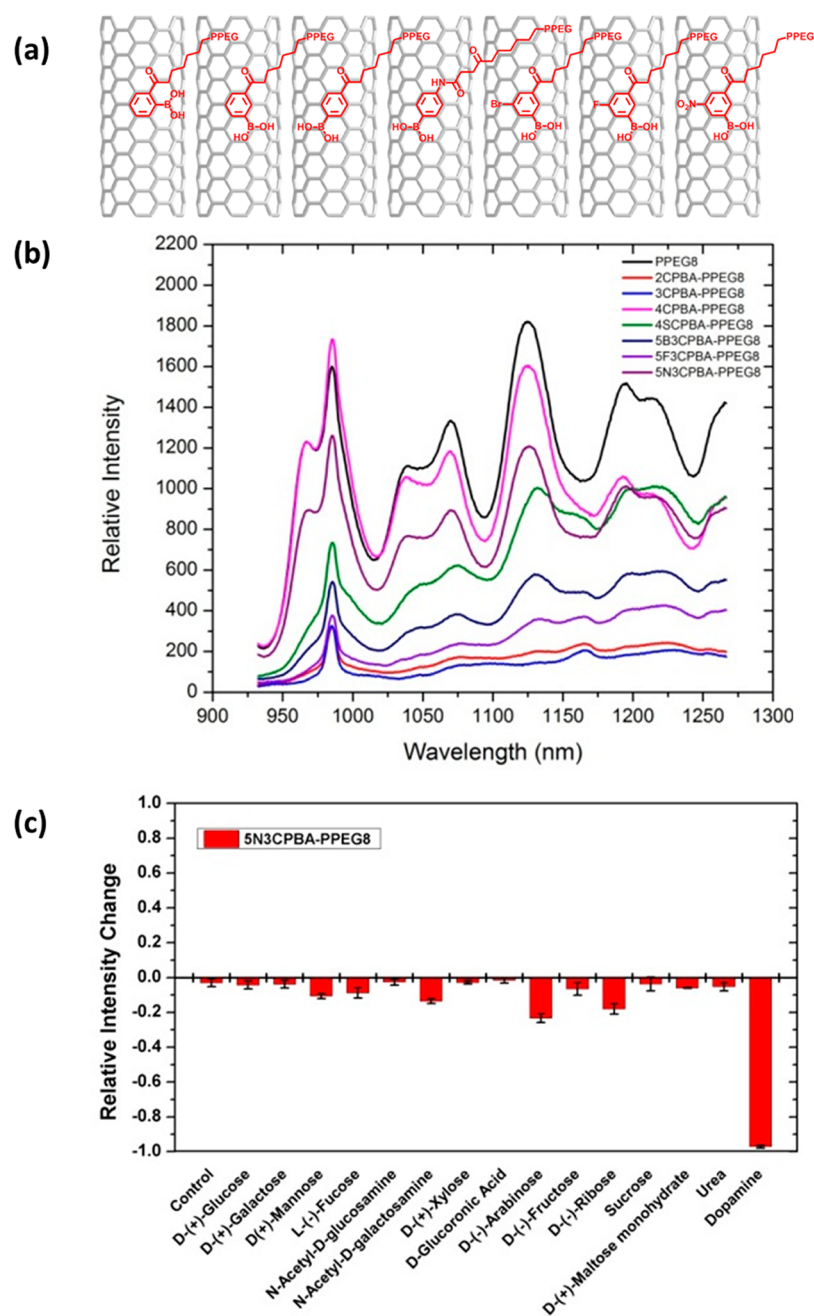 (a)
PPEG PPEG PPEG PPEG PPEG PPEG PPEG
O O O HN O O O O O
OH B OH
B-OH HO
HO-B OH
HO-B OH
Br B-OH HO
F B-OH HO
O₂N B-OH HO
(b)
2200
2000
1800
1600
1400
1200
1000
800
600
400
200
0
Relative Intensity
PPEG8
2CPBA-PPEG8
3CPBA-PPEG8
4CPBA-PPEG8
4SCPBA-PPEG8
5B3CPBA-PPEG8
5F3CPBA-PPEG8
5N3CPBA-PPEG8
900 950 1000 1050 1100 1150 1200 1250 1300
Wavelength (nm)
(c)
1.0
0.8
0.6
0.4
0.2
0.0
-0.2
-0.4
-0.6
-0.8
-1.0
Relative Intensity Change
5N3CPBA-PPEG8
Control
D-(+)-Glucose
D-(+)-Galactose
D(+)-Mannose
L-(-)-Fucose
N-Acetyl-D-glucosamine
N-Acetyl-D-galactosamine
D-(+)-Xylose
D-Glucoronic Acid
D-(-)-Arabinose
D-(-)-Fructose
D-(-)-Ribose
Sucrose
D-(+)-Maltose monohydrate
Urea
Dopamine